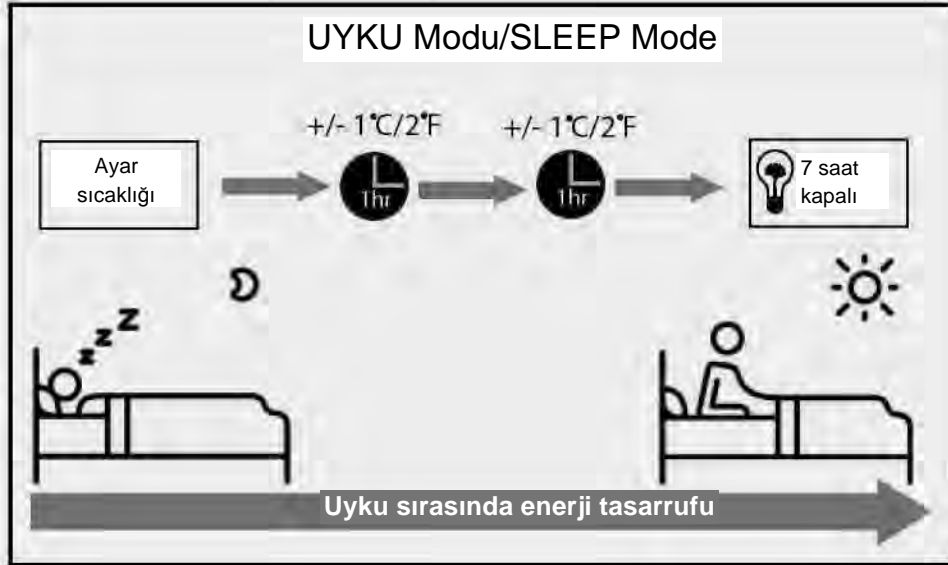 UYKU Modu/SLEEP Mode
+/- 1°C/2°F
+/- 1°C/2°F
Ayar
sıcaklığı
1hr
1hr
7 saat
kapalı
z z Z
Uyku sırasında enerji tasarrufu